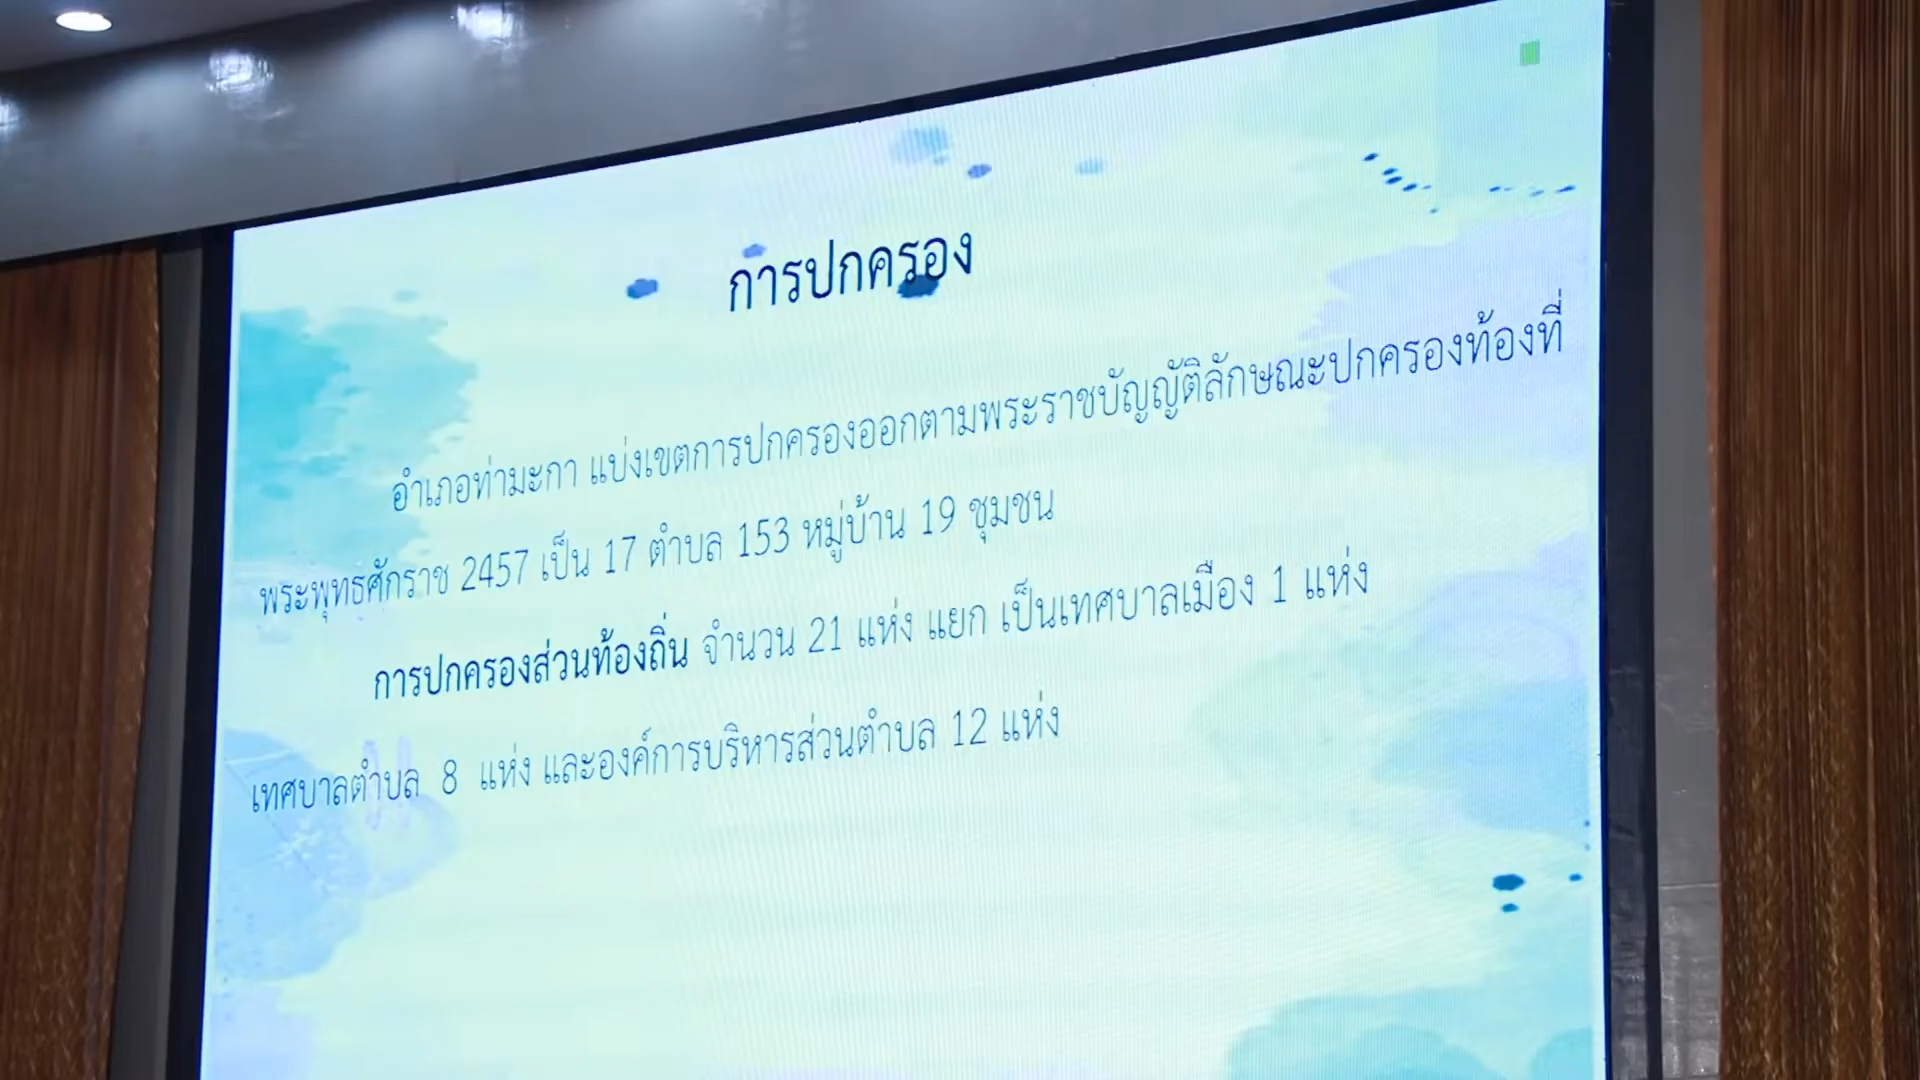 การปกครอง
อำเภอท่ามะกา แบ่งเขตการปกครองออกตามพระราชบัญญัติลักษณะปกครองท้องที่
พระพุทธศักราช 2457 เป็น 17 ตำบล 153 หมู่บ้าน 19 ชุมชน
การปกครองส่วนท้องถิ่น จำนวน 21 แห่ง แยก เป็นเทศบาลเมือง 1 แห่ง
เทศบาลตำบล 8 แห่ง และองค์การบริหารส่วนตำบล 12 แห่ง